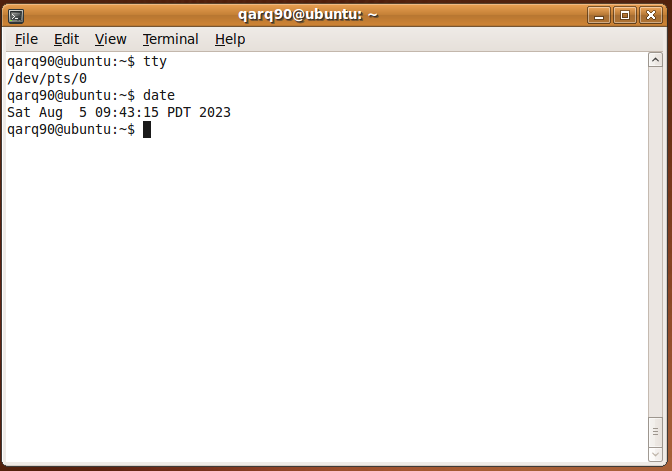 qarq90@ubuntu: ~
File Edit View Terminal Help
qarq90@ubuntu:~$ tty
/dev/pts/0
qarq90@ubuntu:~$ date
Sat Aug  5 09:43:15 PDT 2023
qarq90@ubuntu:~$